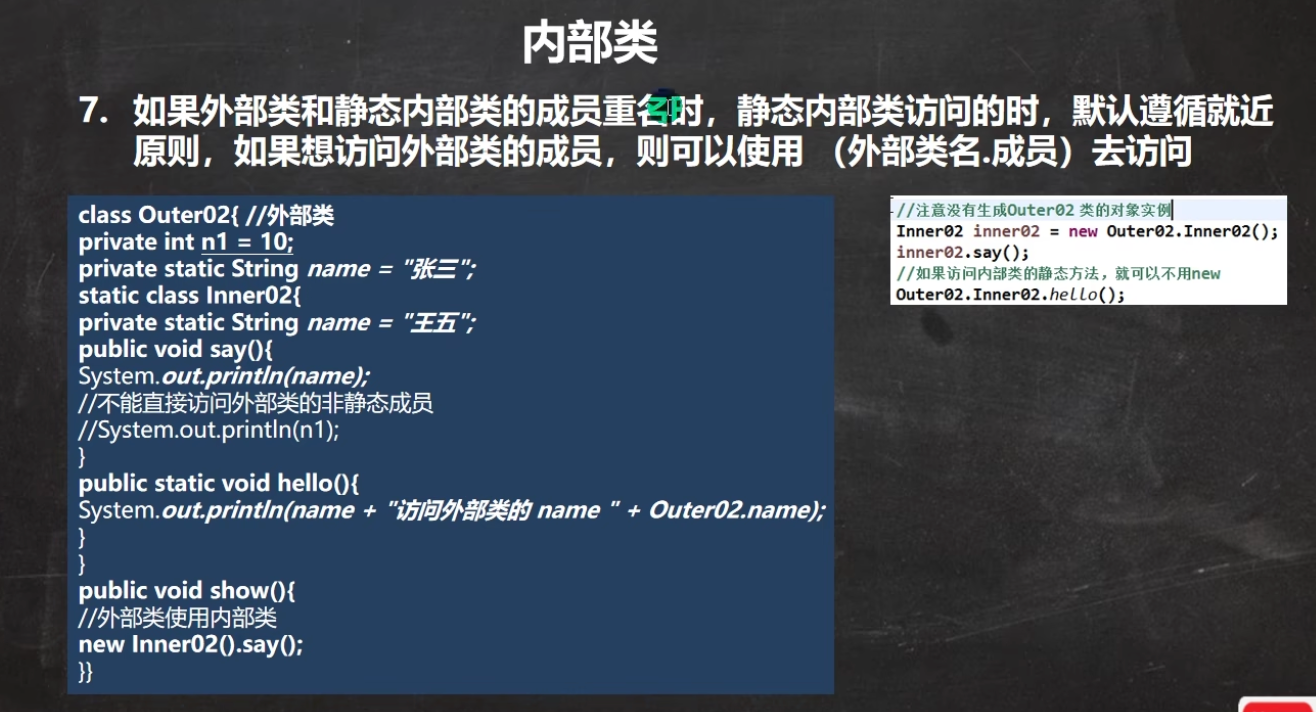 内部类
7. 如果外部类和静态内部类的成员重名时，静态内部类访问的时，默认遵循就近
原则，如果想访问外部类的成员，则可以使用 （外部类名.成员）去访问
class Outer02{ //外部类
private int n1 = 10;
private static String name = "张三";
static class Inner02{
private static String name = "王五";
public void say(){
System.out.println(name);
//不能直接访问外部类的非静态成员
//System.out.println(n1);
}
public static void hello(){
System.out.println(name + "访问外部类的 name " + Outer02.name);
}
}
public void show(){
//外部类使用内部类
new Inner02().say();
}}
//注意没有生成Outer02 类的对象实例
Inner02 inner02 = new Outer02.Inner02();
inner02.say();
//如果访问内部类的静态方法，就可以不用new
Outer02.Inner02.hello();